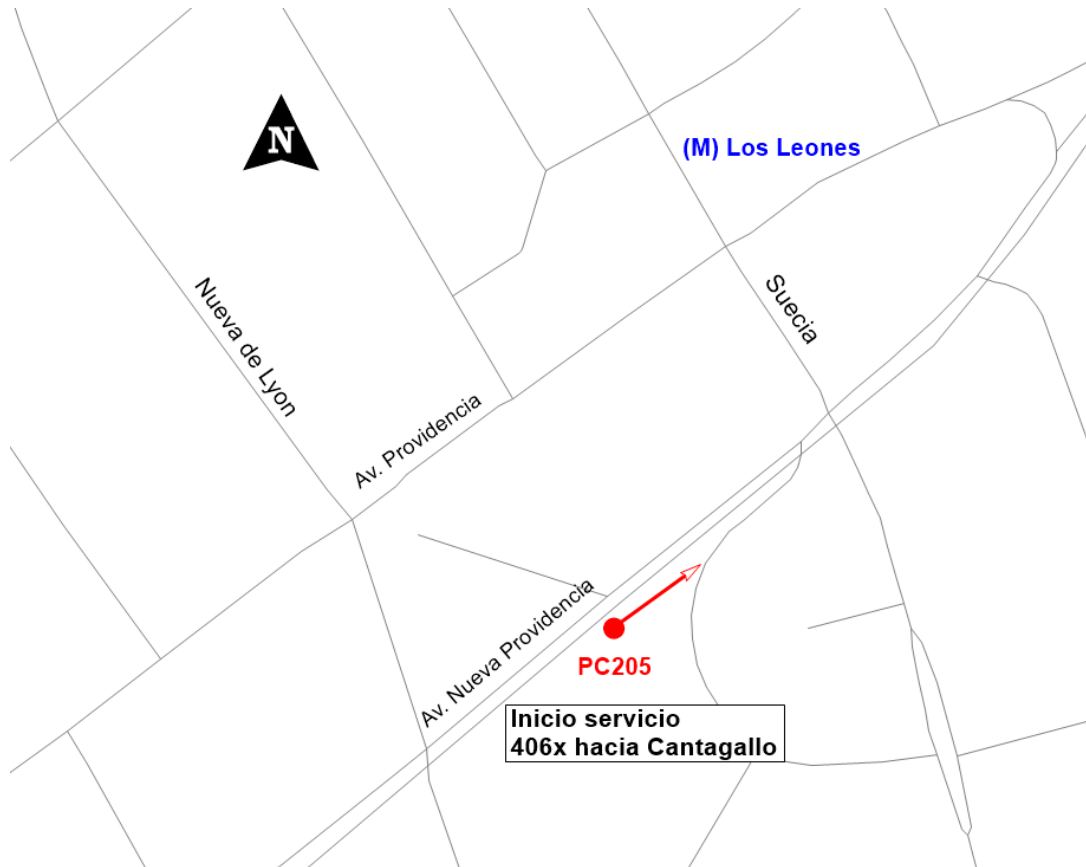 N
(M) Los Leones
Nueva de Lyon
Suecia
Av. Providencia
Av. Nueva Providencia
PC205
Inicio servicio
406x hacia Cantagallo